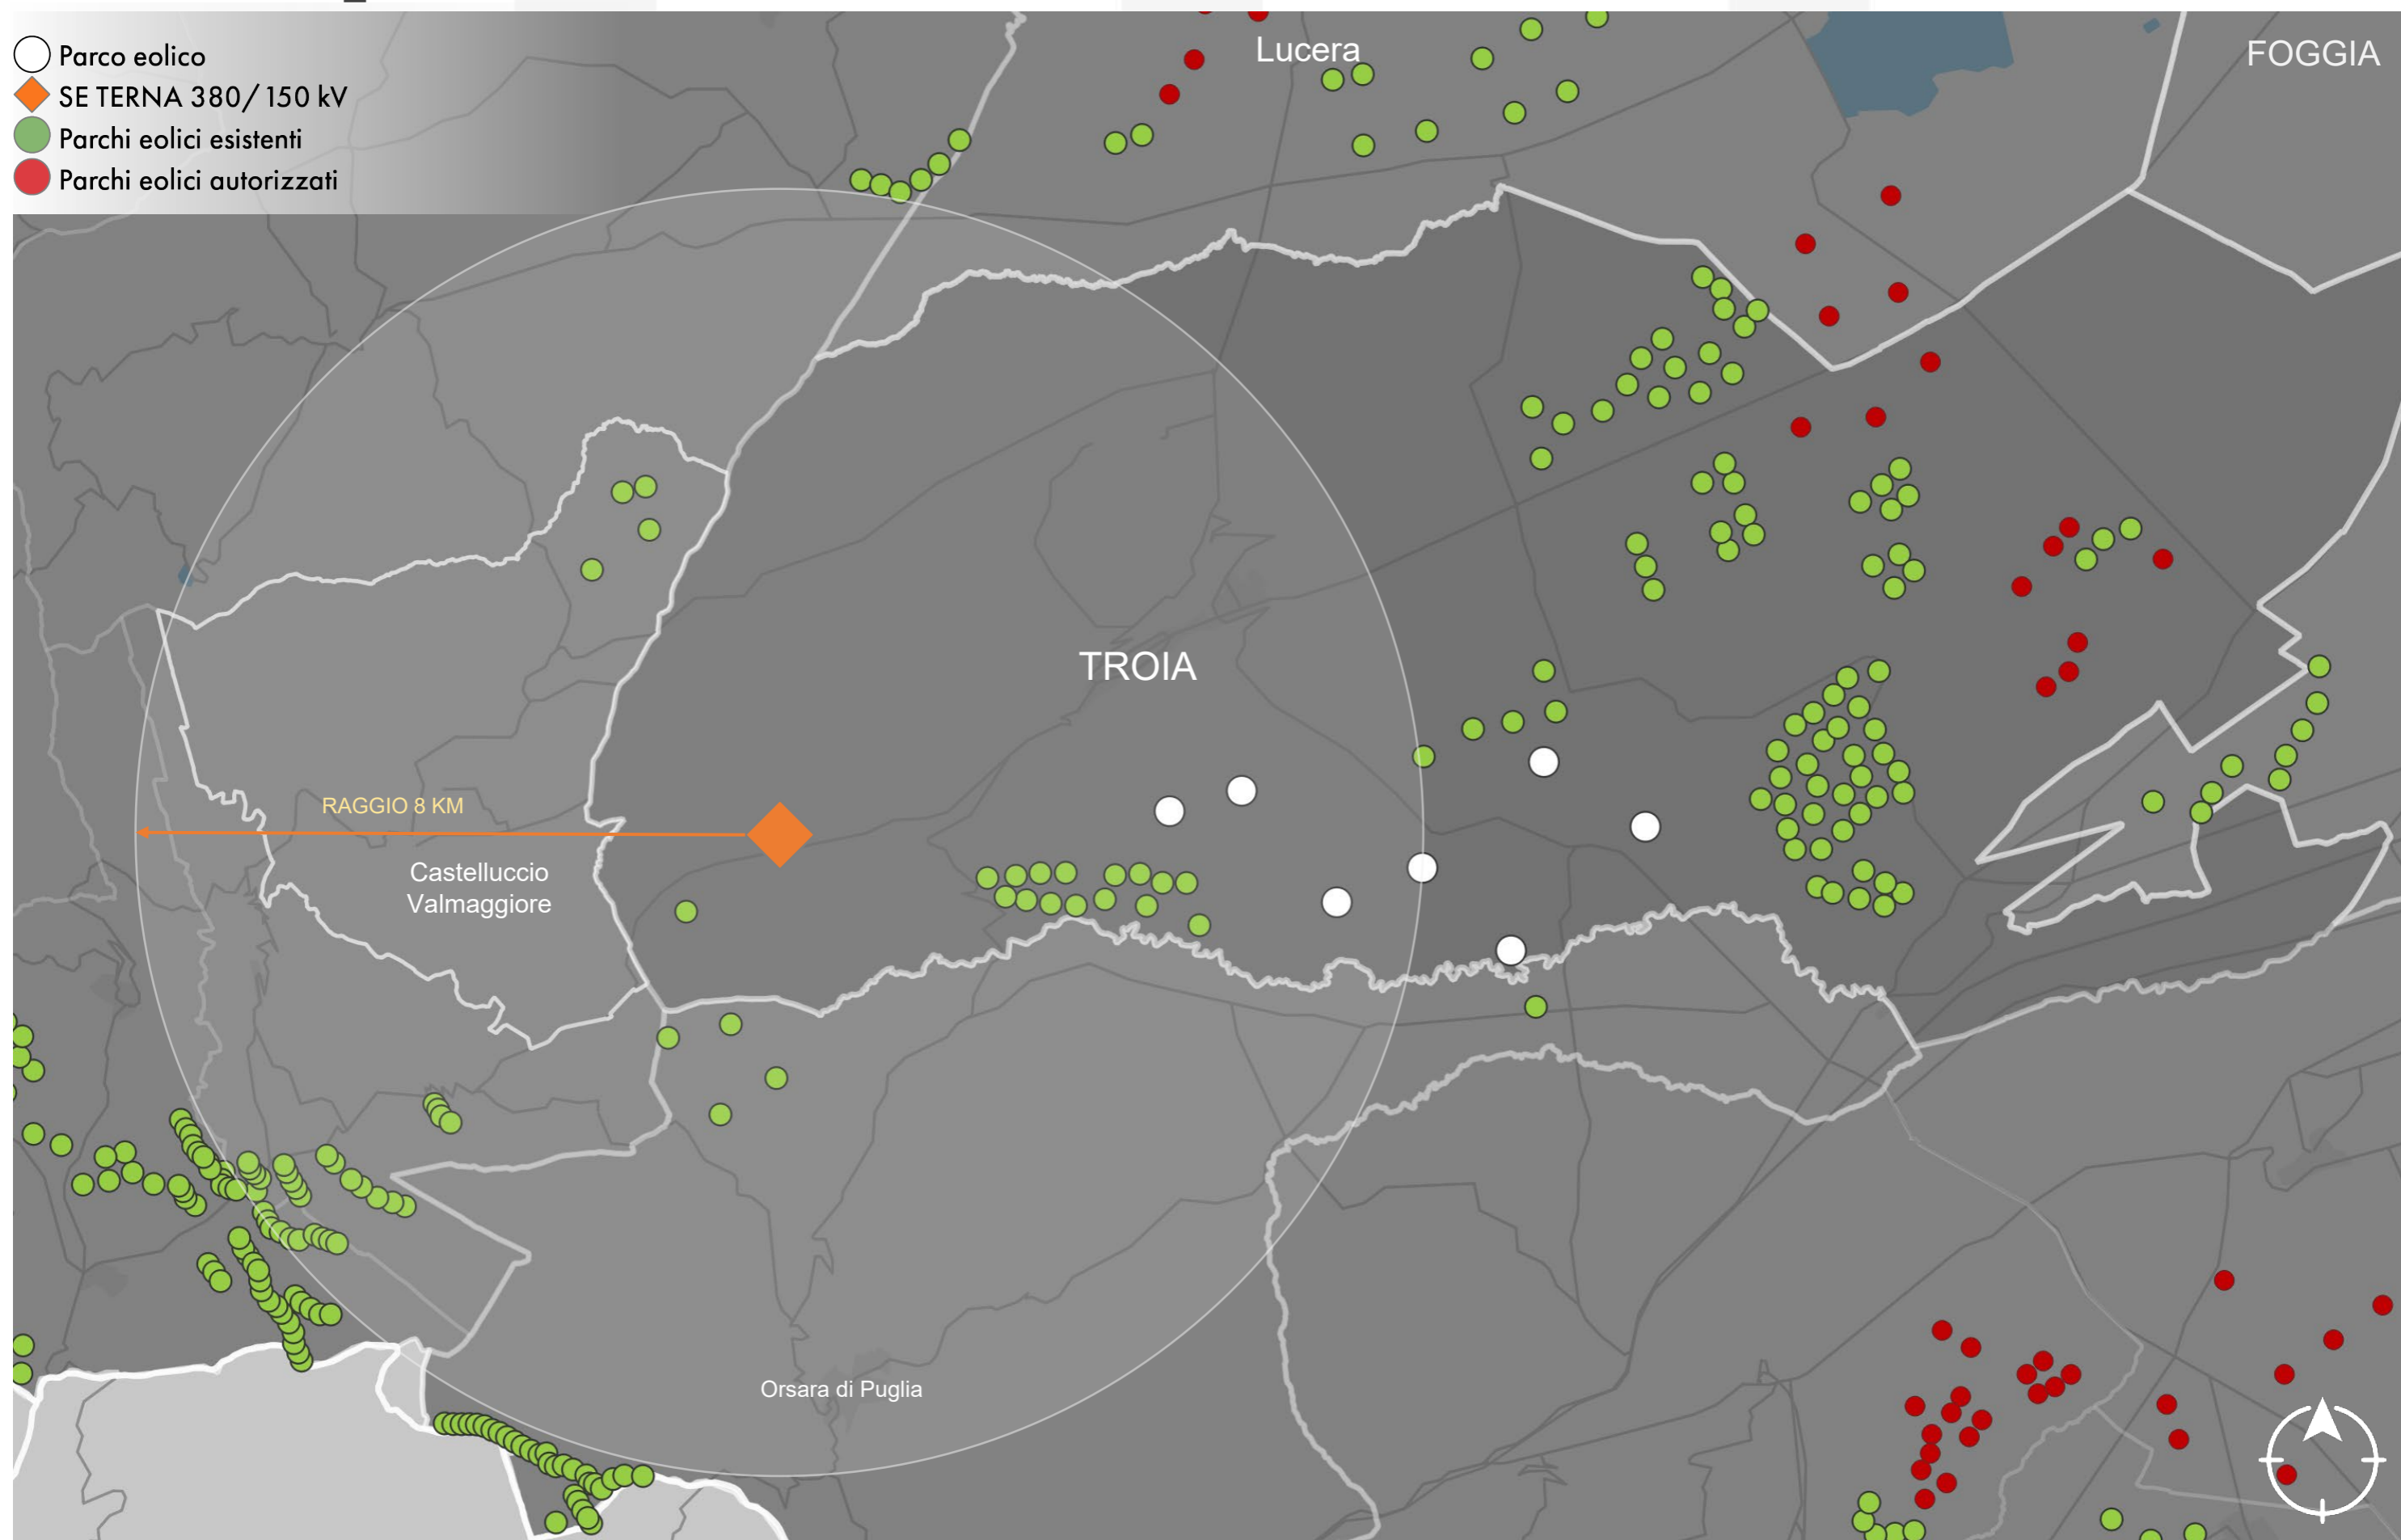 Parco eolico
SE TERNA 380/150 kV
Parchi eolici esistenti
Parchi eolici autorizzati
Lucera
FOGGIA
TROIA
RAGGIO 8 KM
Castelluccio
Valmaggiore
Orsara di Puglia